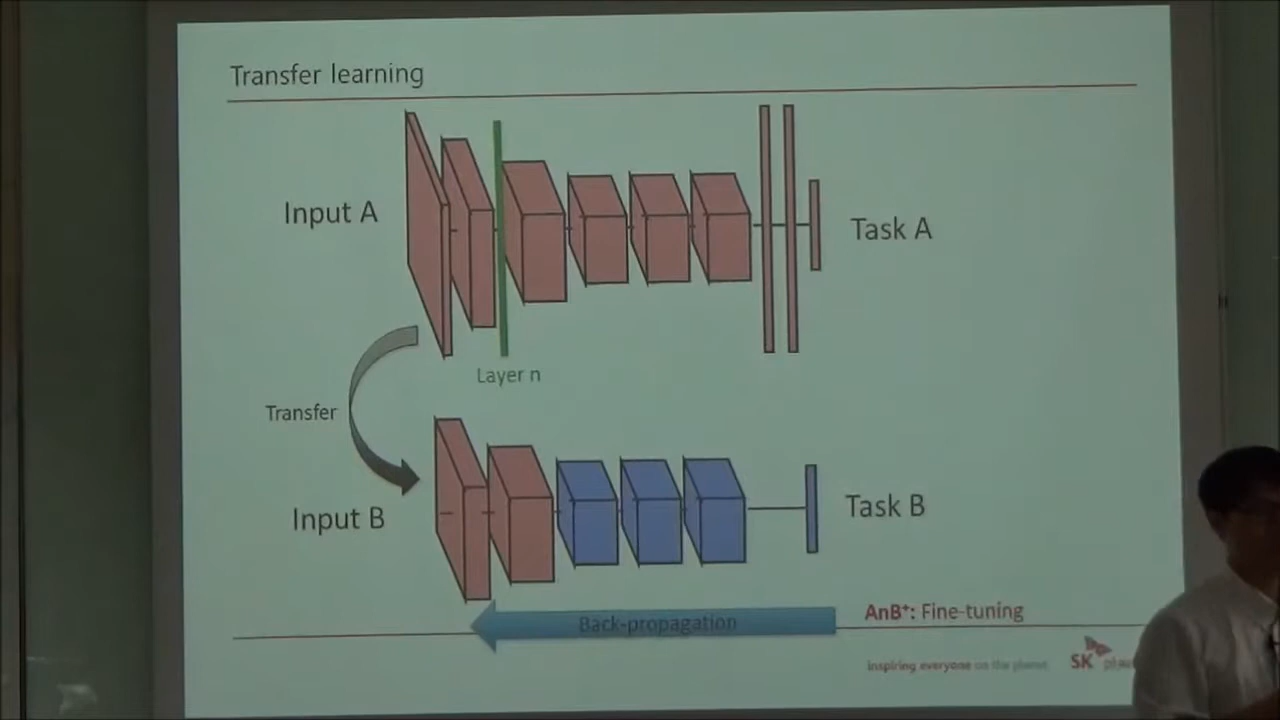 Transfer learning
Input A
Task A
Layer n
Transfer
Input B
Task B
Back-propagation
AnB⁺: Fine-tuning
inspiring everyone on the planet
SK